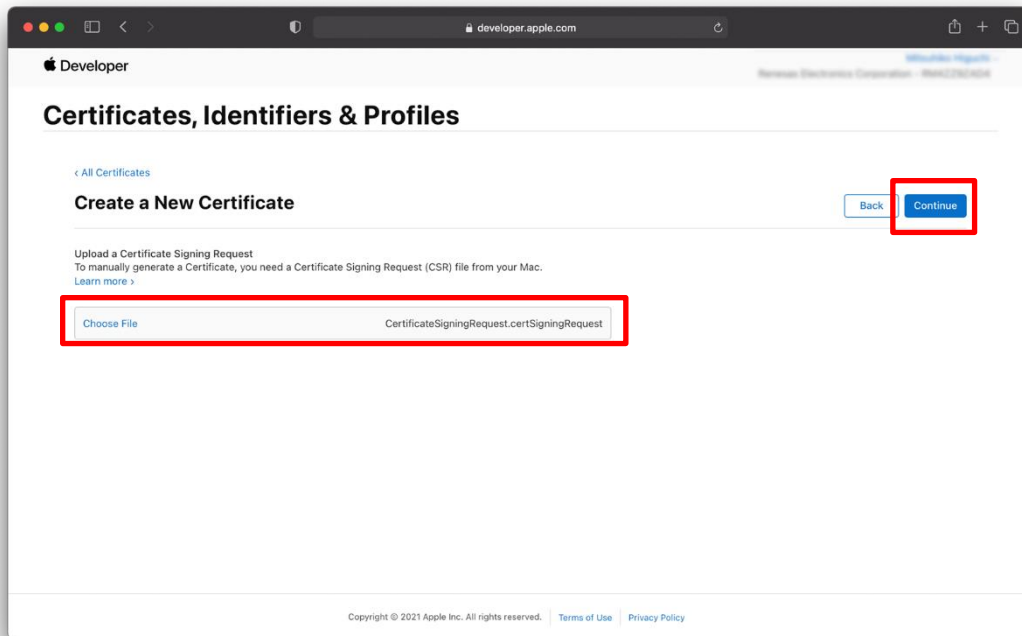 developer.apple.com
Developer
Certificates, Identifiers & Profiles
‹ All Certificates
Create a New Certificate
Back
Continue
Upload a Certificate Signing Request
To manually generate a Certificate, you need a Certificate Signing Request (CSR) file from your Mac.
Learn more ›
Choose File
CertificateSigningRequest.certSigningRequest
Copyright © 2021 Apple Inc. All rights reserved.
Terms of Use
Privacy Policy